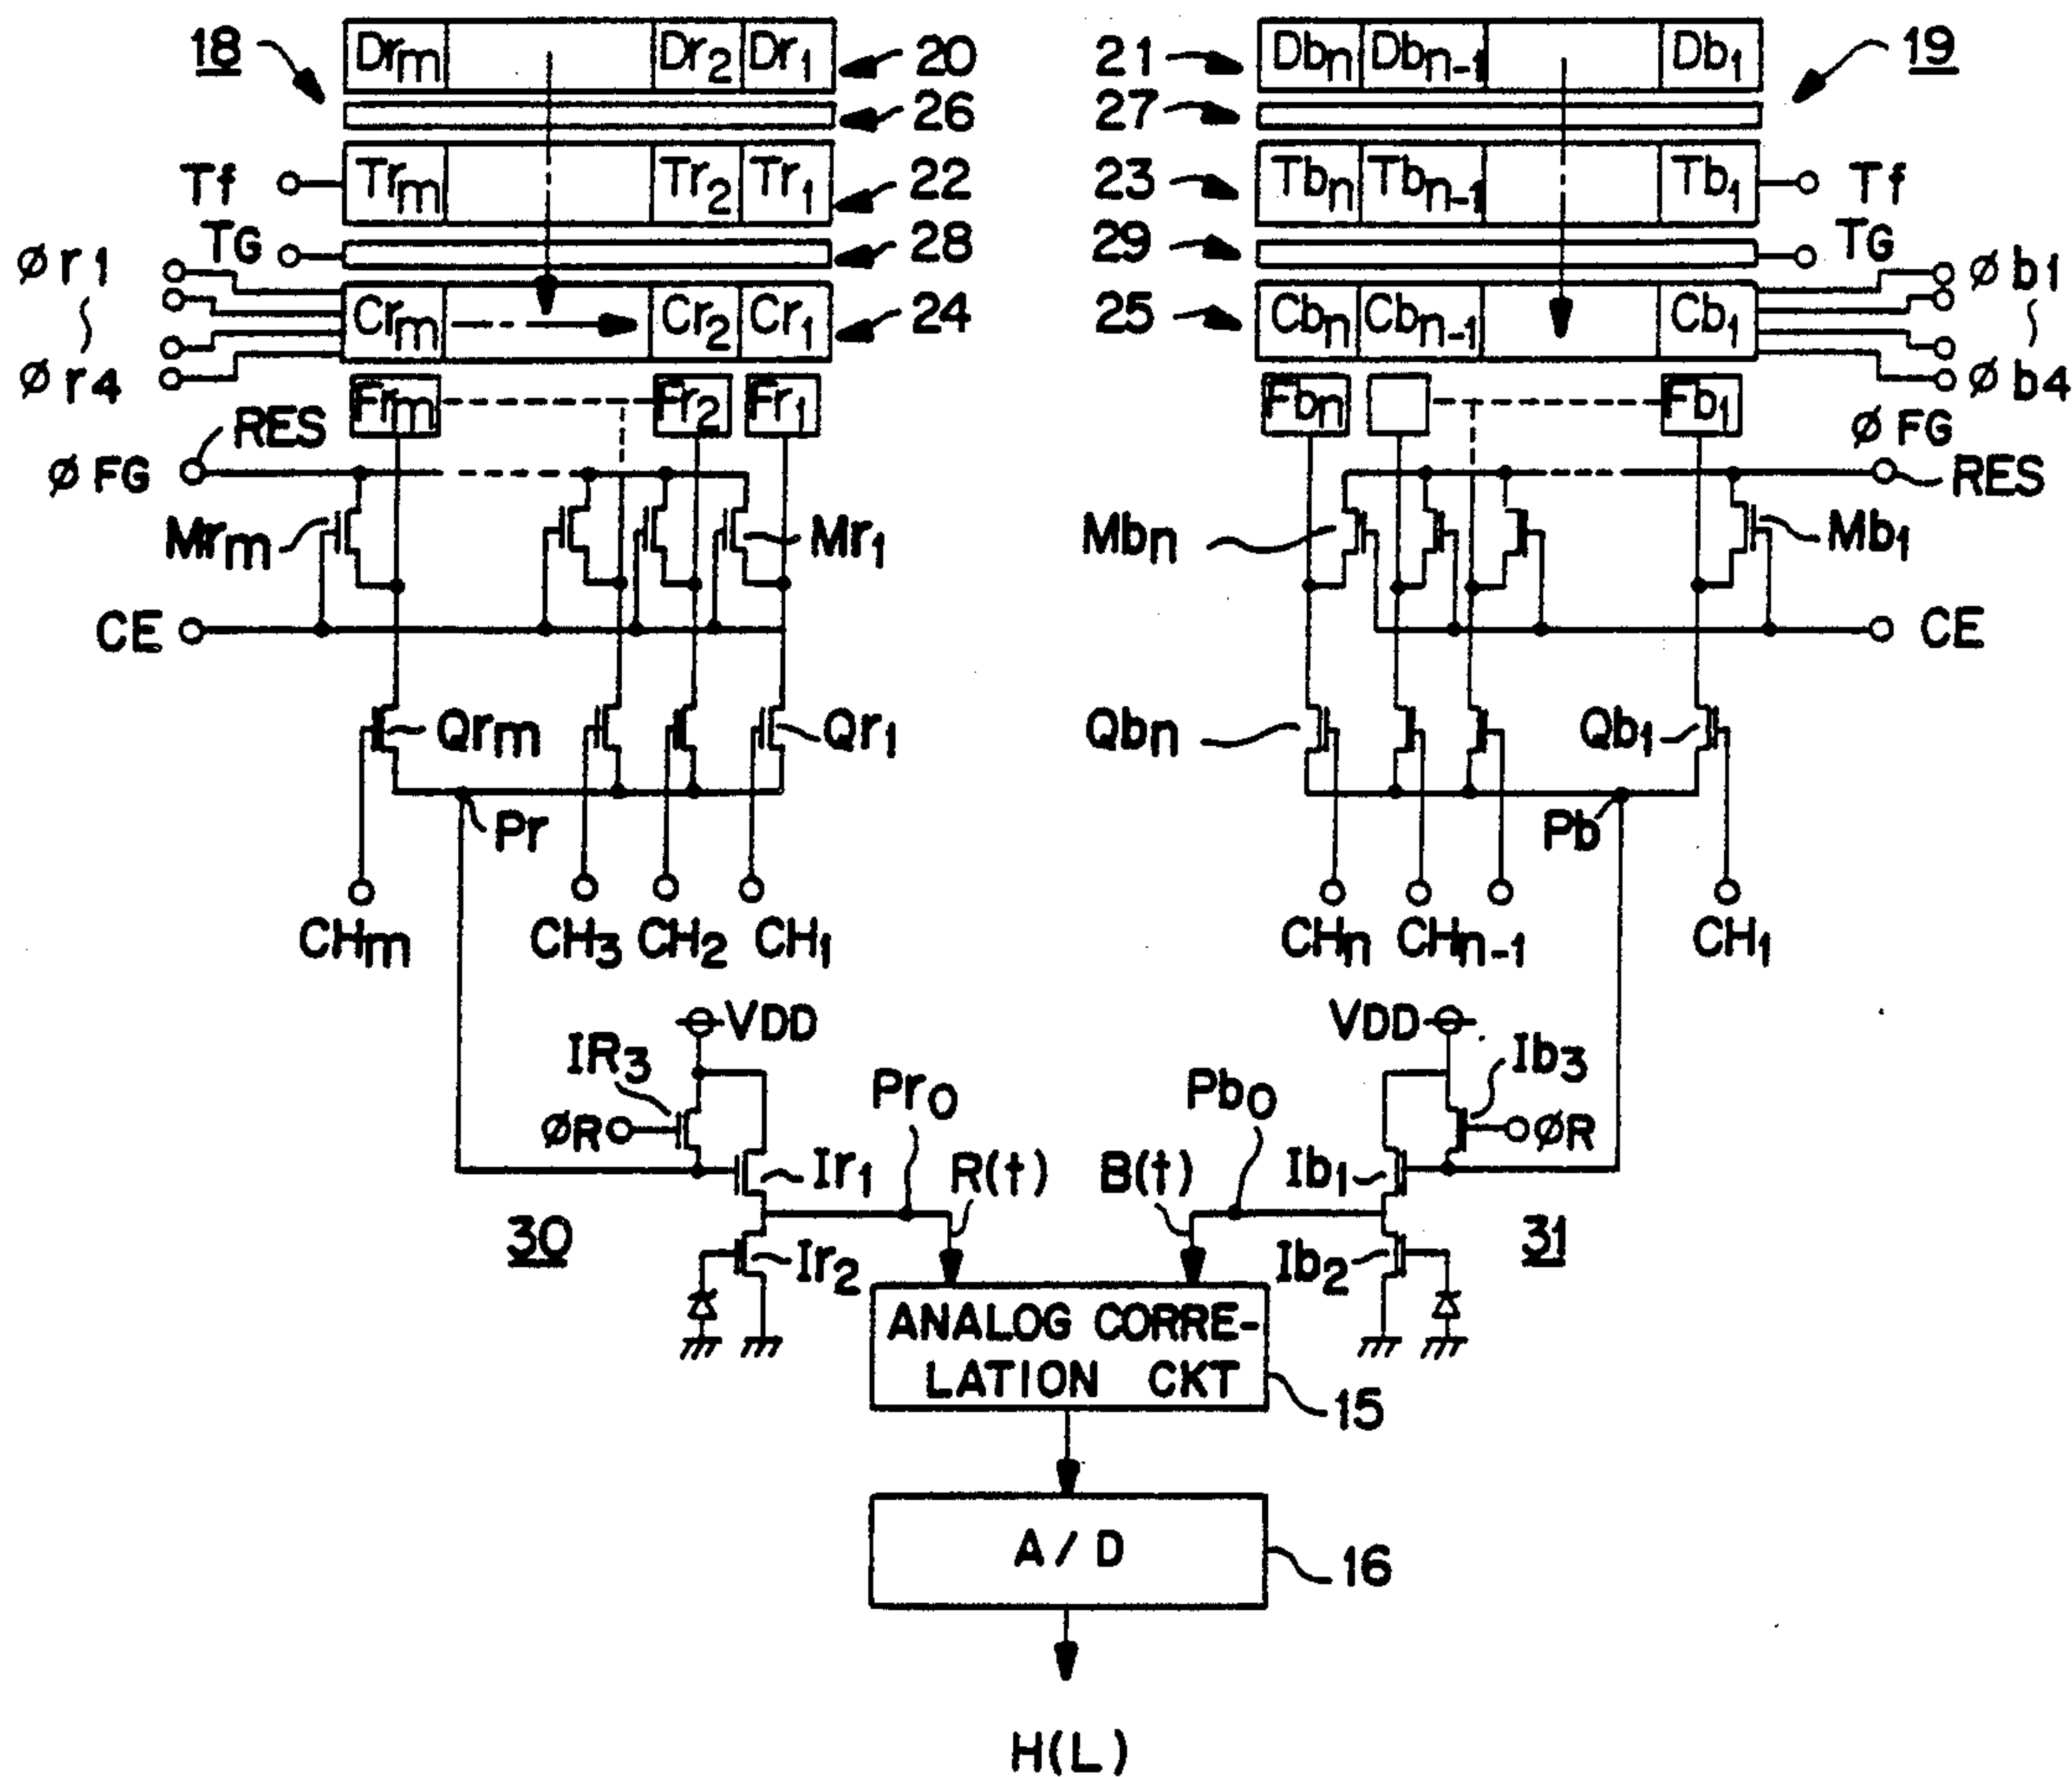 18 Drm Dr2 Dr1 20 21 Dbn Dbn-1 Db1 19
26 27
Tf Trm Tr2 Tr1 22 23 Tbn Tbn-1 Tb1 Tf
TG 28 29 TG
ør1 Crm Cr2 Cr1 24 25 Cbn Cbn-1 Cb1 øb1
ør4 Frm Fr2 Fr1 Fbn Fb1 øb4
RES øFG
øFG RES
Mrm Mr1 Mbn Mb1
CE CE
Qrm Qr1 Qbn Qb1
Pr Pb
CHm CH3 CH2 CH1 CHn CHn-1 CH1
VDD VDD
IR3 Pr0 Pb0 Ib3
øR øR
Ir1 R(t) B(t) Ib1
30 Ir2 Ib2 31
ANALOG CORRE-
LATION CKT
15
A/D
16
H(L)